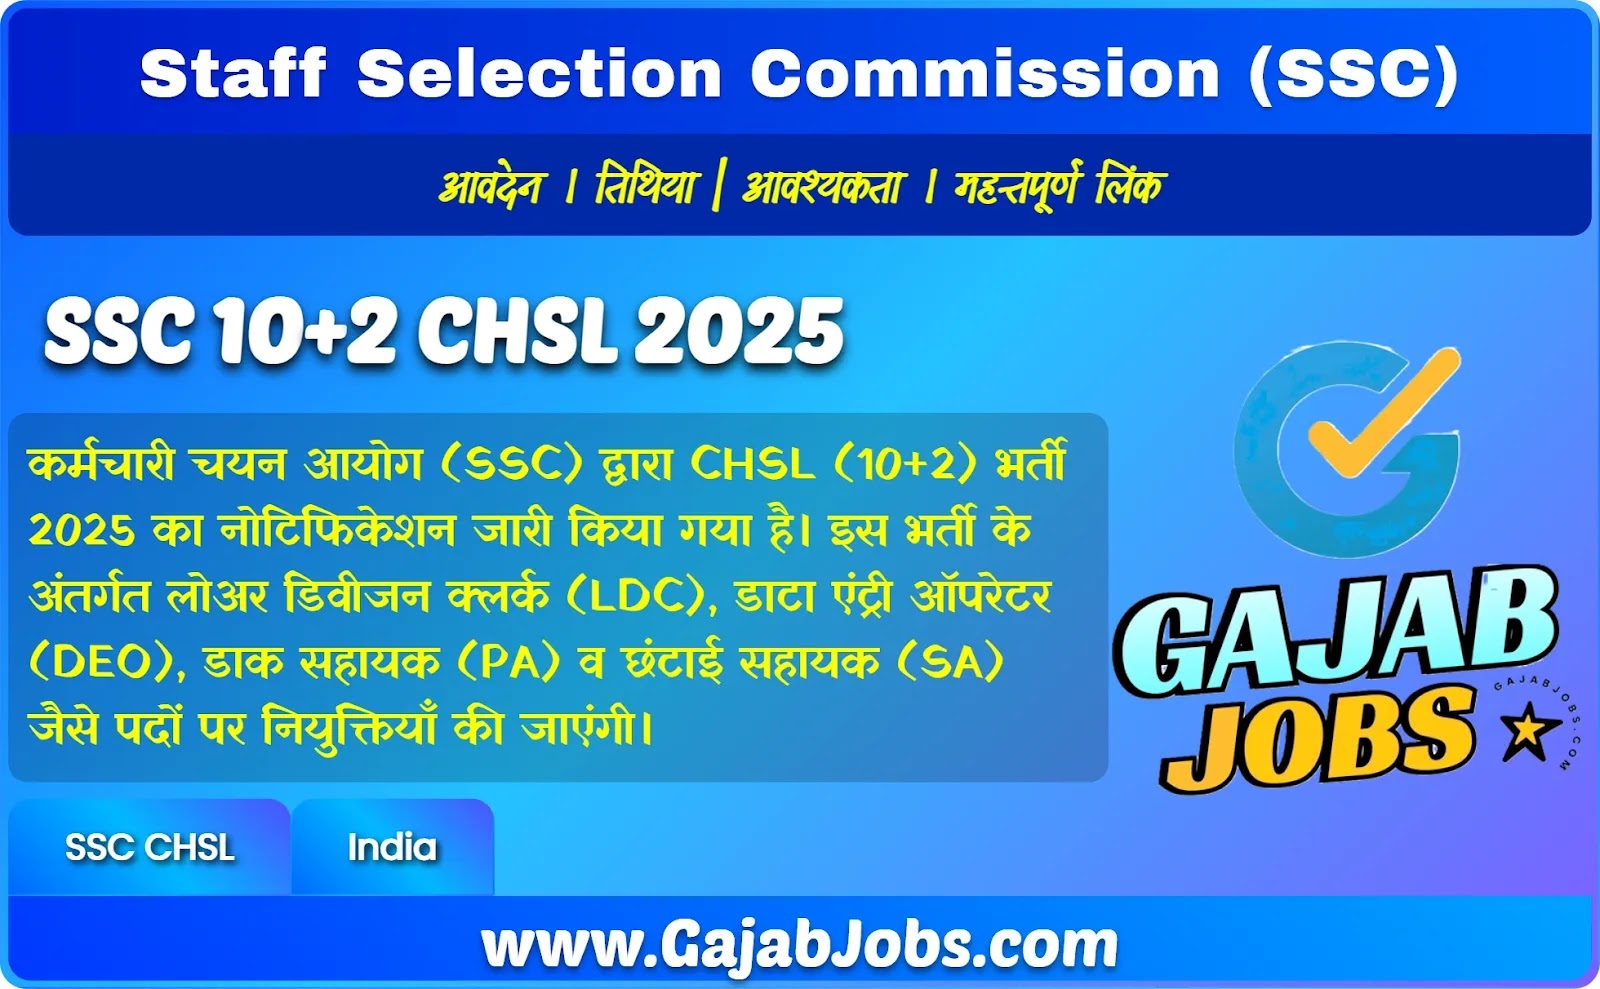 Staff Selection Commission (SSC)
आवदेन । तिथिया | आवश्यकता । महत्तपूर्ण लिंक
SSC 10+2 CHSL 2025
कर्मचारी चयन आयोग (SSC) द्वारा CHSL (10+2) भर्ती
2025 का नोटिफिकेशन जारी किया गया है। इस भर्ती के
अंतर्गत लोअर डिवीजन क्लर्क (LDC), डाटा एंट्री ऑपरेटर
(DEO), डाक सहायक (PA) व छंटाई सहायक (SA)
जैसे पदों पर नियुक्तियाँ की जाएंगी।
GAJAB
JOBS
GAJABJOBS.COM
SSC CHSL
India
www.GajabJobs.com